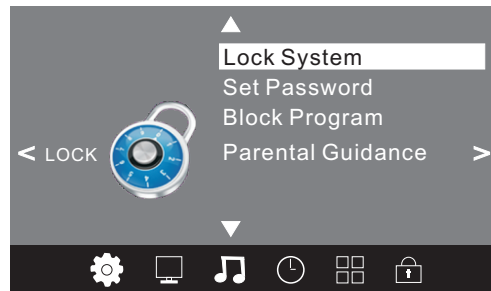 Lock System
Set Password
Block Program
< LOCK
Parental Guidance >